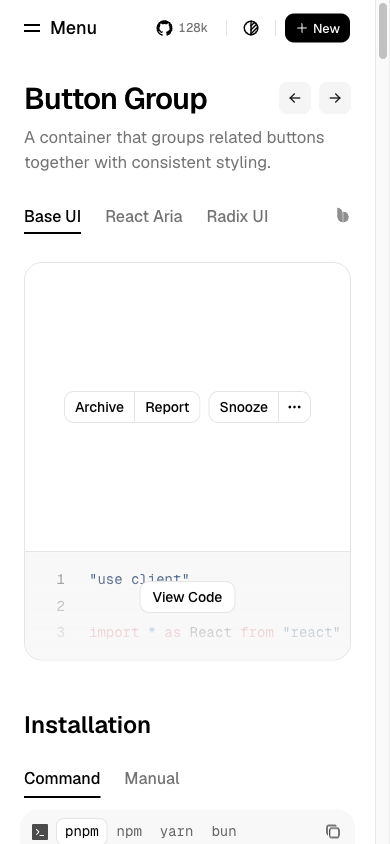 Menu 128k New
Button Group
A container that groups related buttons
together with consistent styling.
Base UI React Aria Radix UI
Archive Report Snooze
1 "use client"
View Code
2
3 import * as React from "react"
Installation
Command Manual
pnpm npm yarn bun